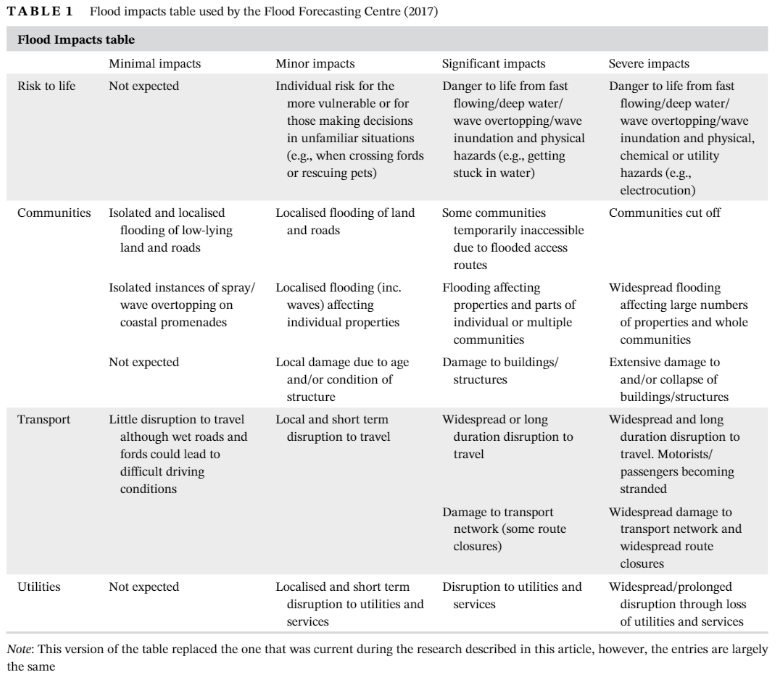 TABLE 1 Flood impacts table used by the Flood Forecasting Centre (2017)
Flood Impacts table
Minimal impacts Minor impacts Significant impacts Severe impacts
Risk to life Not expected Individual risk for the Danger to life from fast Danger to life from fast
more vulnerable or for flowing/deep water/ flowing/deep water/
those making decisions wave overtopping/wave wave overtopping/wave
in unfamiliar situations inundation and physical inundation and physical,
(e.g., when crossing fords hazards (e.g., getting chemical or utility
or rescuing pets) stuck in water) hazards (e.g.,
electrocution)
Communities Isolated and localised Localised flooding of land Some communities Communities cut off
flooding of low-lying and roads temporarily inaccessible
land and roads due to flooded access
routes
Isolated instances of spray/ Localised flooding (inc. Flooding affecting Widespread flooding
wave overtopping on waves) affecting properties and parts of affecting large numbers
coastal promenades individual properties individual or multiple of properties and whole
communities communities
Not expected Local damage due to age Damage to buildings/ Extensive damage to
and/or condition of structures and/or collapse of
structure buildings/structures
Transport Little disruption to travel Local and short term Widespread or long Widespread and long
although wet roads and disruption to travel duration disruption to duration disruption to
fords could lead to travel travel. Motorists/
difficult driving passengers becoming
conditions stranded
Damage to transport Widespread damage to
network (some route transport network and
closures) widespread route
closures
Utilities Not expected Localised and short term Disruption to utilities and Widespread/prolonged
disruption to utilities and services disruption through loss
services of utilities and services
Note: This version of the table replaced the one that was current during the research described in this article, however, the entries are largely
the same